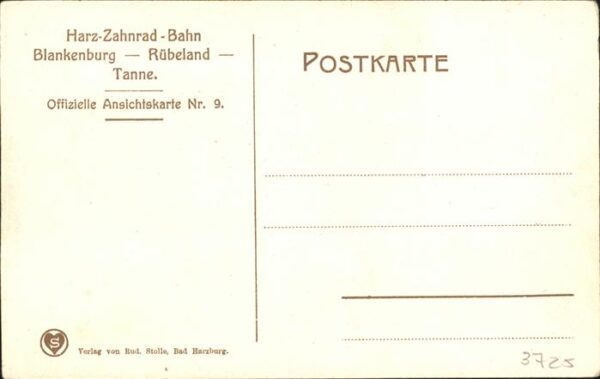 Harz-Zahnrad-Bahn
Blankenburg — Rübeland —
Tanne.
Offizielle Ansichtskarte Nr. 9.
POSTKARTE
S
Verlag von Rud. Stolle, Bad Harzburg.
3725